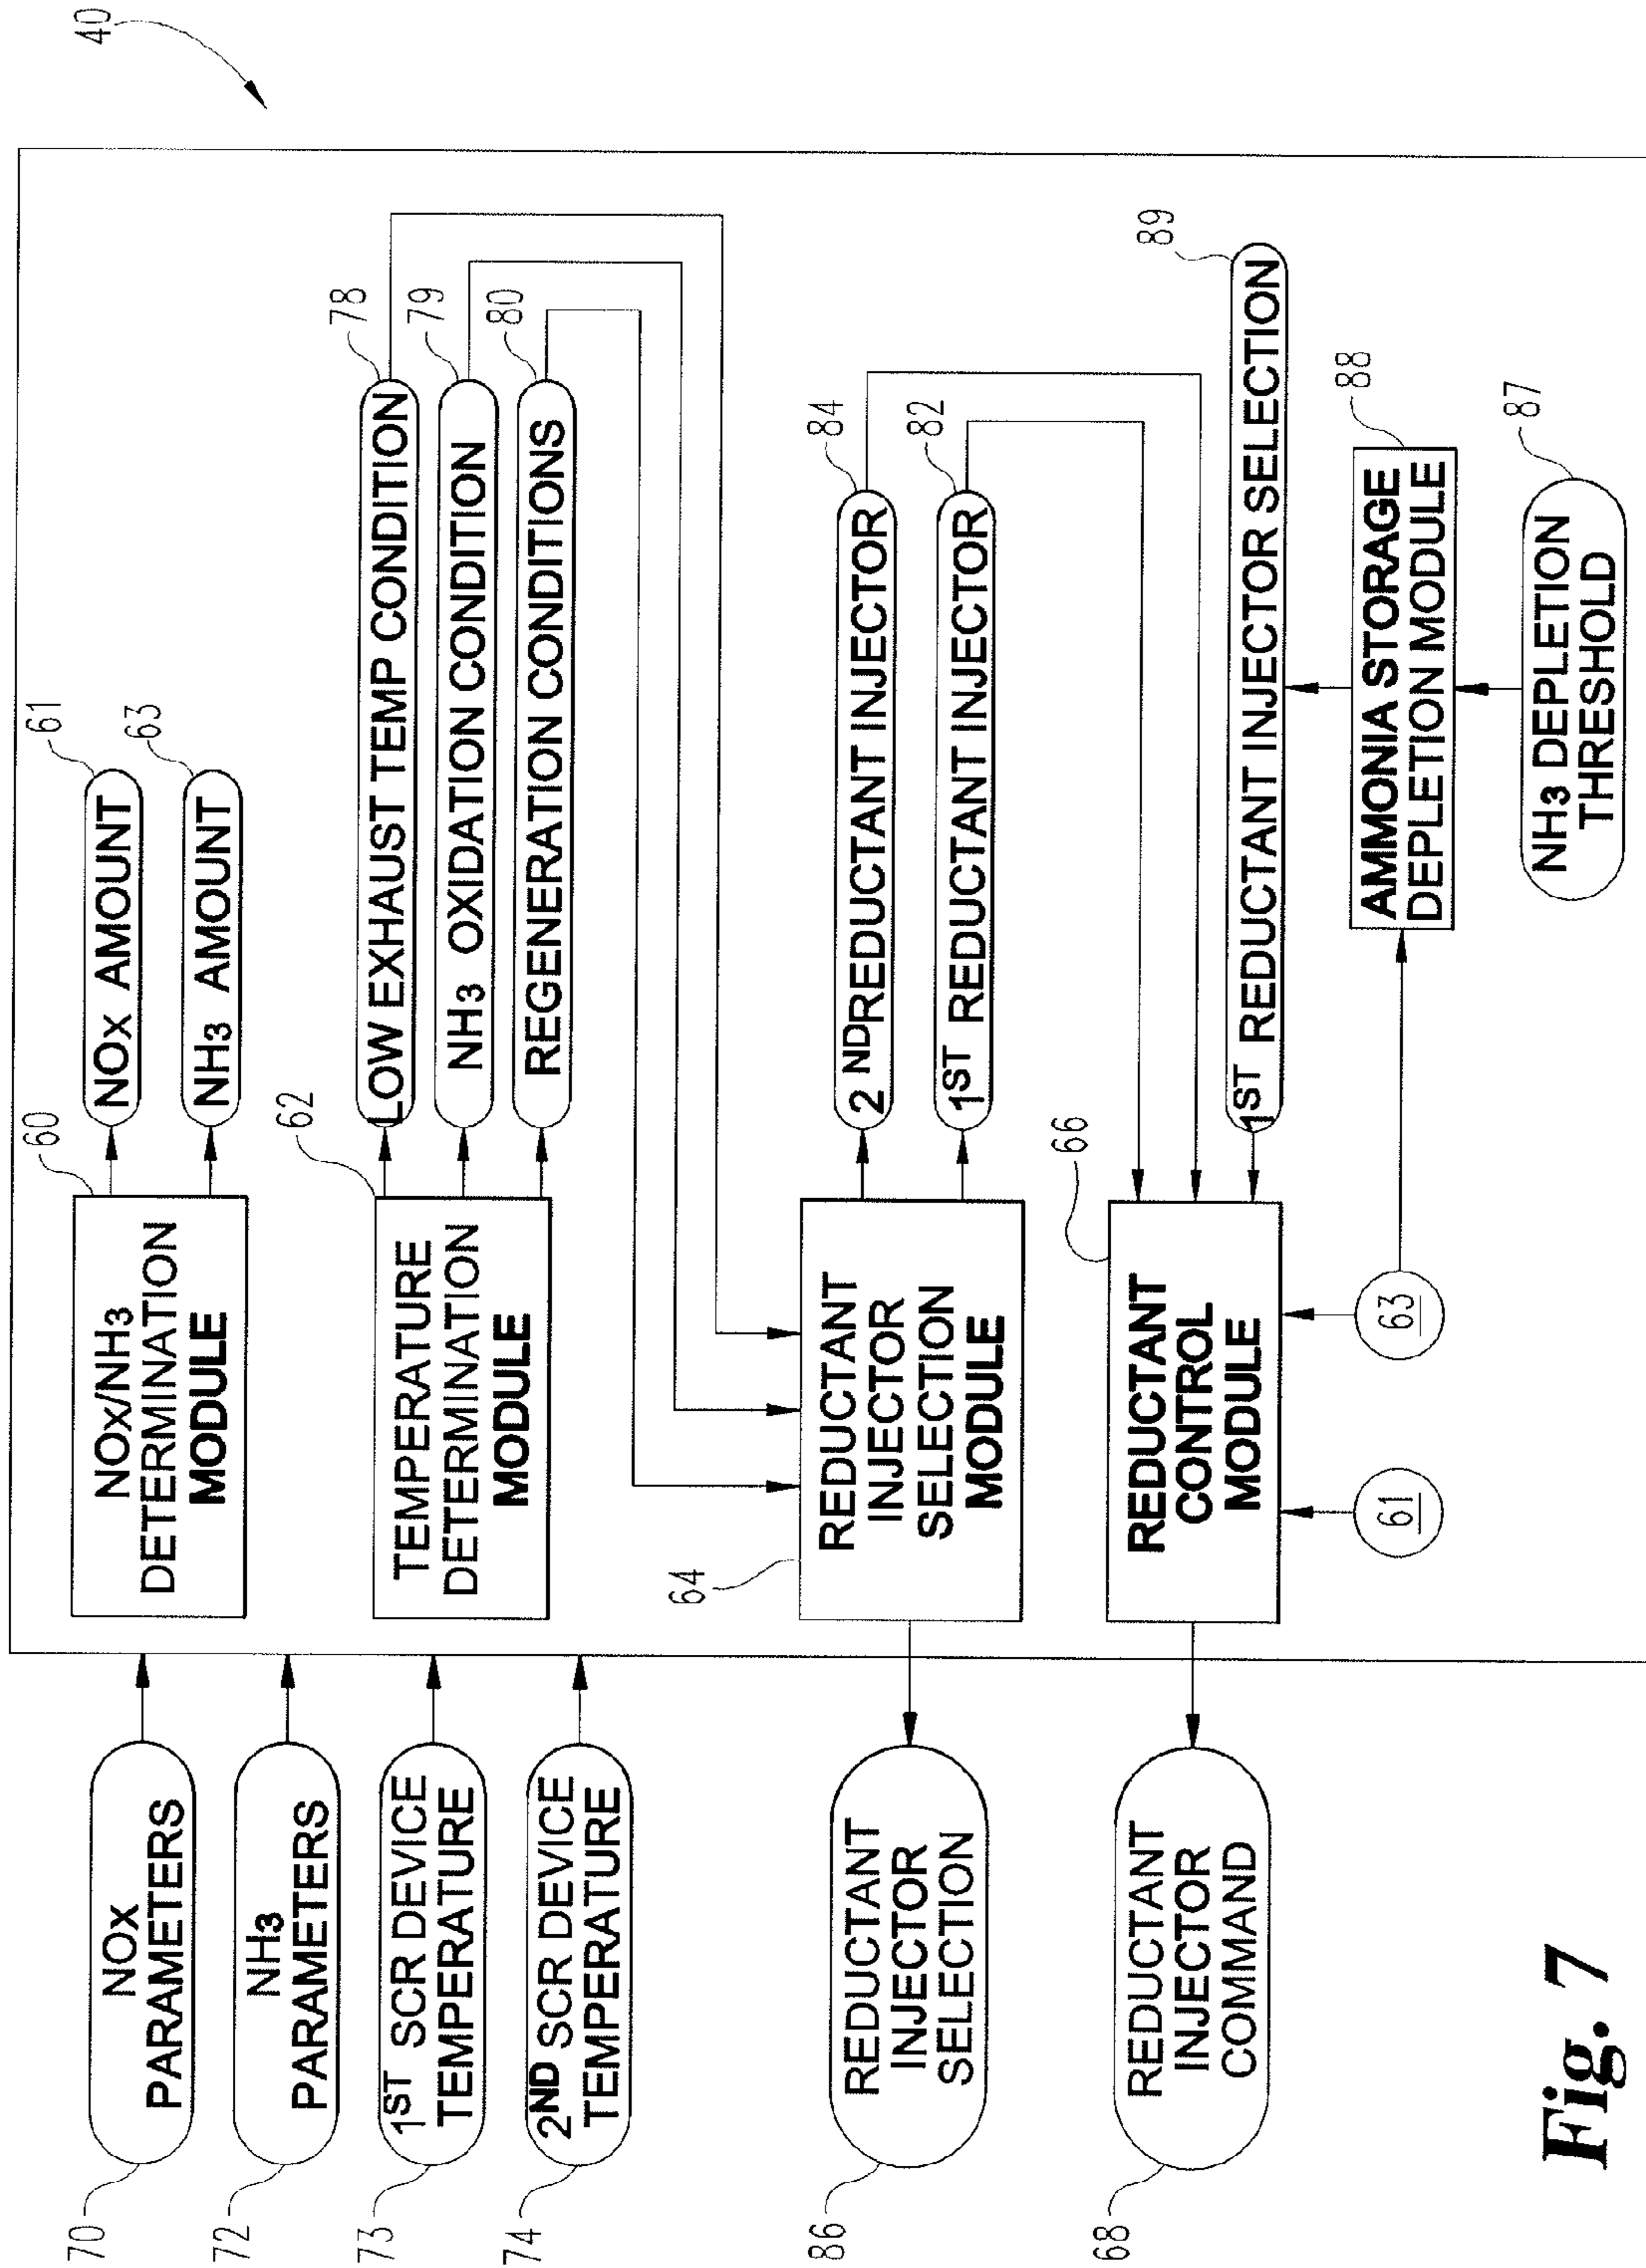 40
70
NOx
PARAMETERS
72
NH3
PARAMETERS
73
1ST SCR DEVICE
TEMPERATURE
74
2ND SCR DEVICE
TEMPERATURE
86
REDUCTANT
INJECTOR
SELECTION
68
REDUCTANT
INJECTOR
COMMAND
60
NOx/NH3
DETERMINATION
MODULE
61
NOx AMOUNT
63
NH3 AMOUNT
62
TEMPERATURE
DETERMINATION
MODULE
78
LOW EXHAUST TEMP CONDITION
79
NH3 OXIDATION CONDITION
80
REGENERATION CONDITIONS
64
REDUCTANT
INJECTOR
SELECTION
MODULE
84
2ND REDUCTANT INJECTOR
82
1ST REDUCTANT INJECTOR
66
REDUCTANT
CONTROL
MODULE
89
1ST REDUCTANT INJECTOR SELECTION
88
AMMONIA STORAGE
DEPLETION MODULE
87
NH3 DEPLETION
THRESHOLD
61
63
Fig. 7